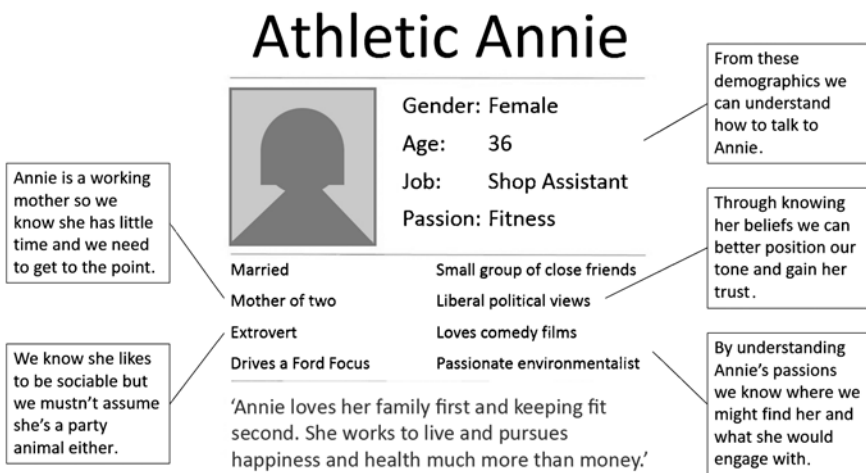 Athletic Annie
Gender: Female
Age: 36
Job: Shop Assistant
Passion: Fitness
From these
demographics we
can understand
how to talk to
Annie.
Annie is a working
mother so we
know she has little
time and we need
to get to the point.
Through knowing
her beliefs we can
better position our
tone and gain her
trust.
Married
Mother of two
Extrovert
Drives a Ford Focus
Small group of close friends
Liberal political views
Loves comedy films
Passionate environmentalist
We know she likes
to be sociable but
we mustn't assume
she's a party
animal either.
By understanding
Annie's passions
we know where we
might find her and
what she would
engage with.
'Annie loves her family first and keeping fit
second. She works to live and pursues
happiness and health much more than money.'